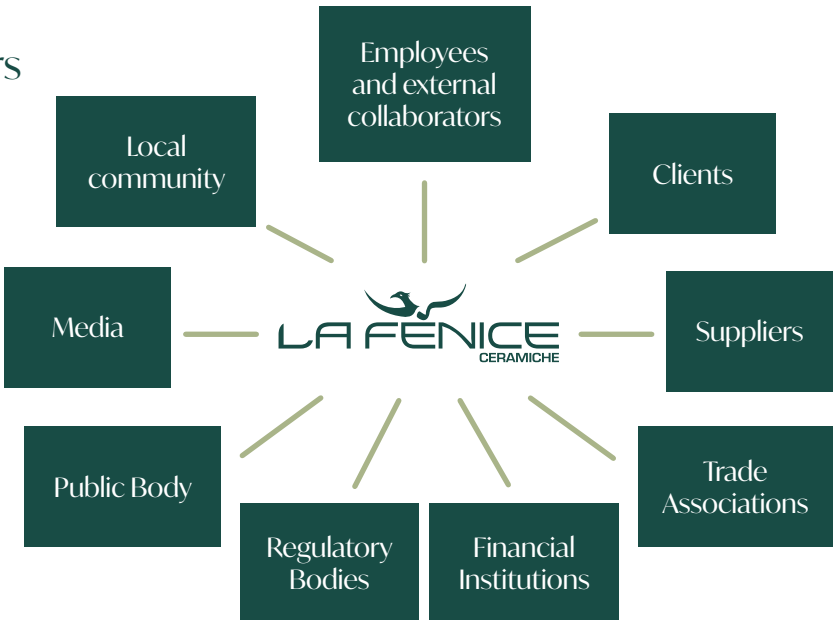 rs
Employees
and external
collaborators
Local
community
Clients
Media
LA FENICE
CERAMICHE
Suppliers
Public Body
Trade
Associations
Regulatory
Bodies
Financial
Institutions